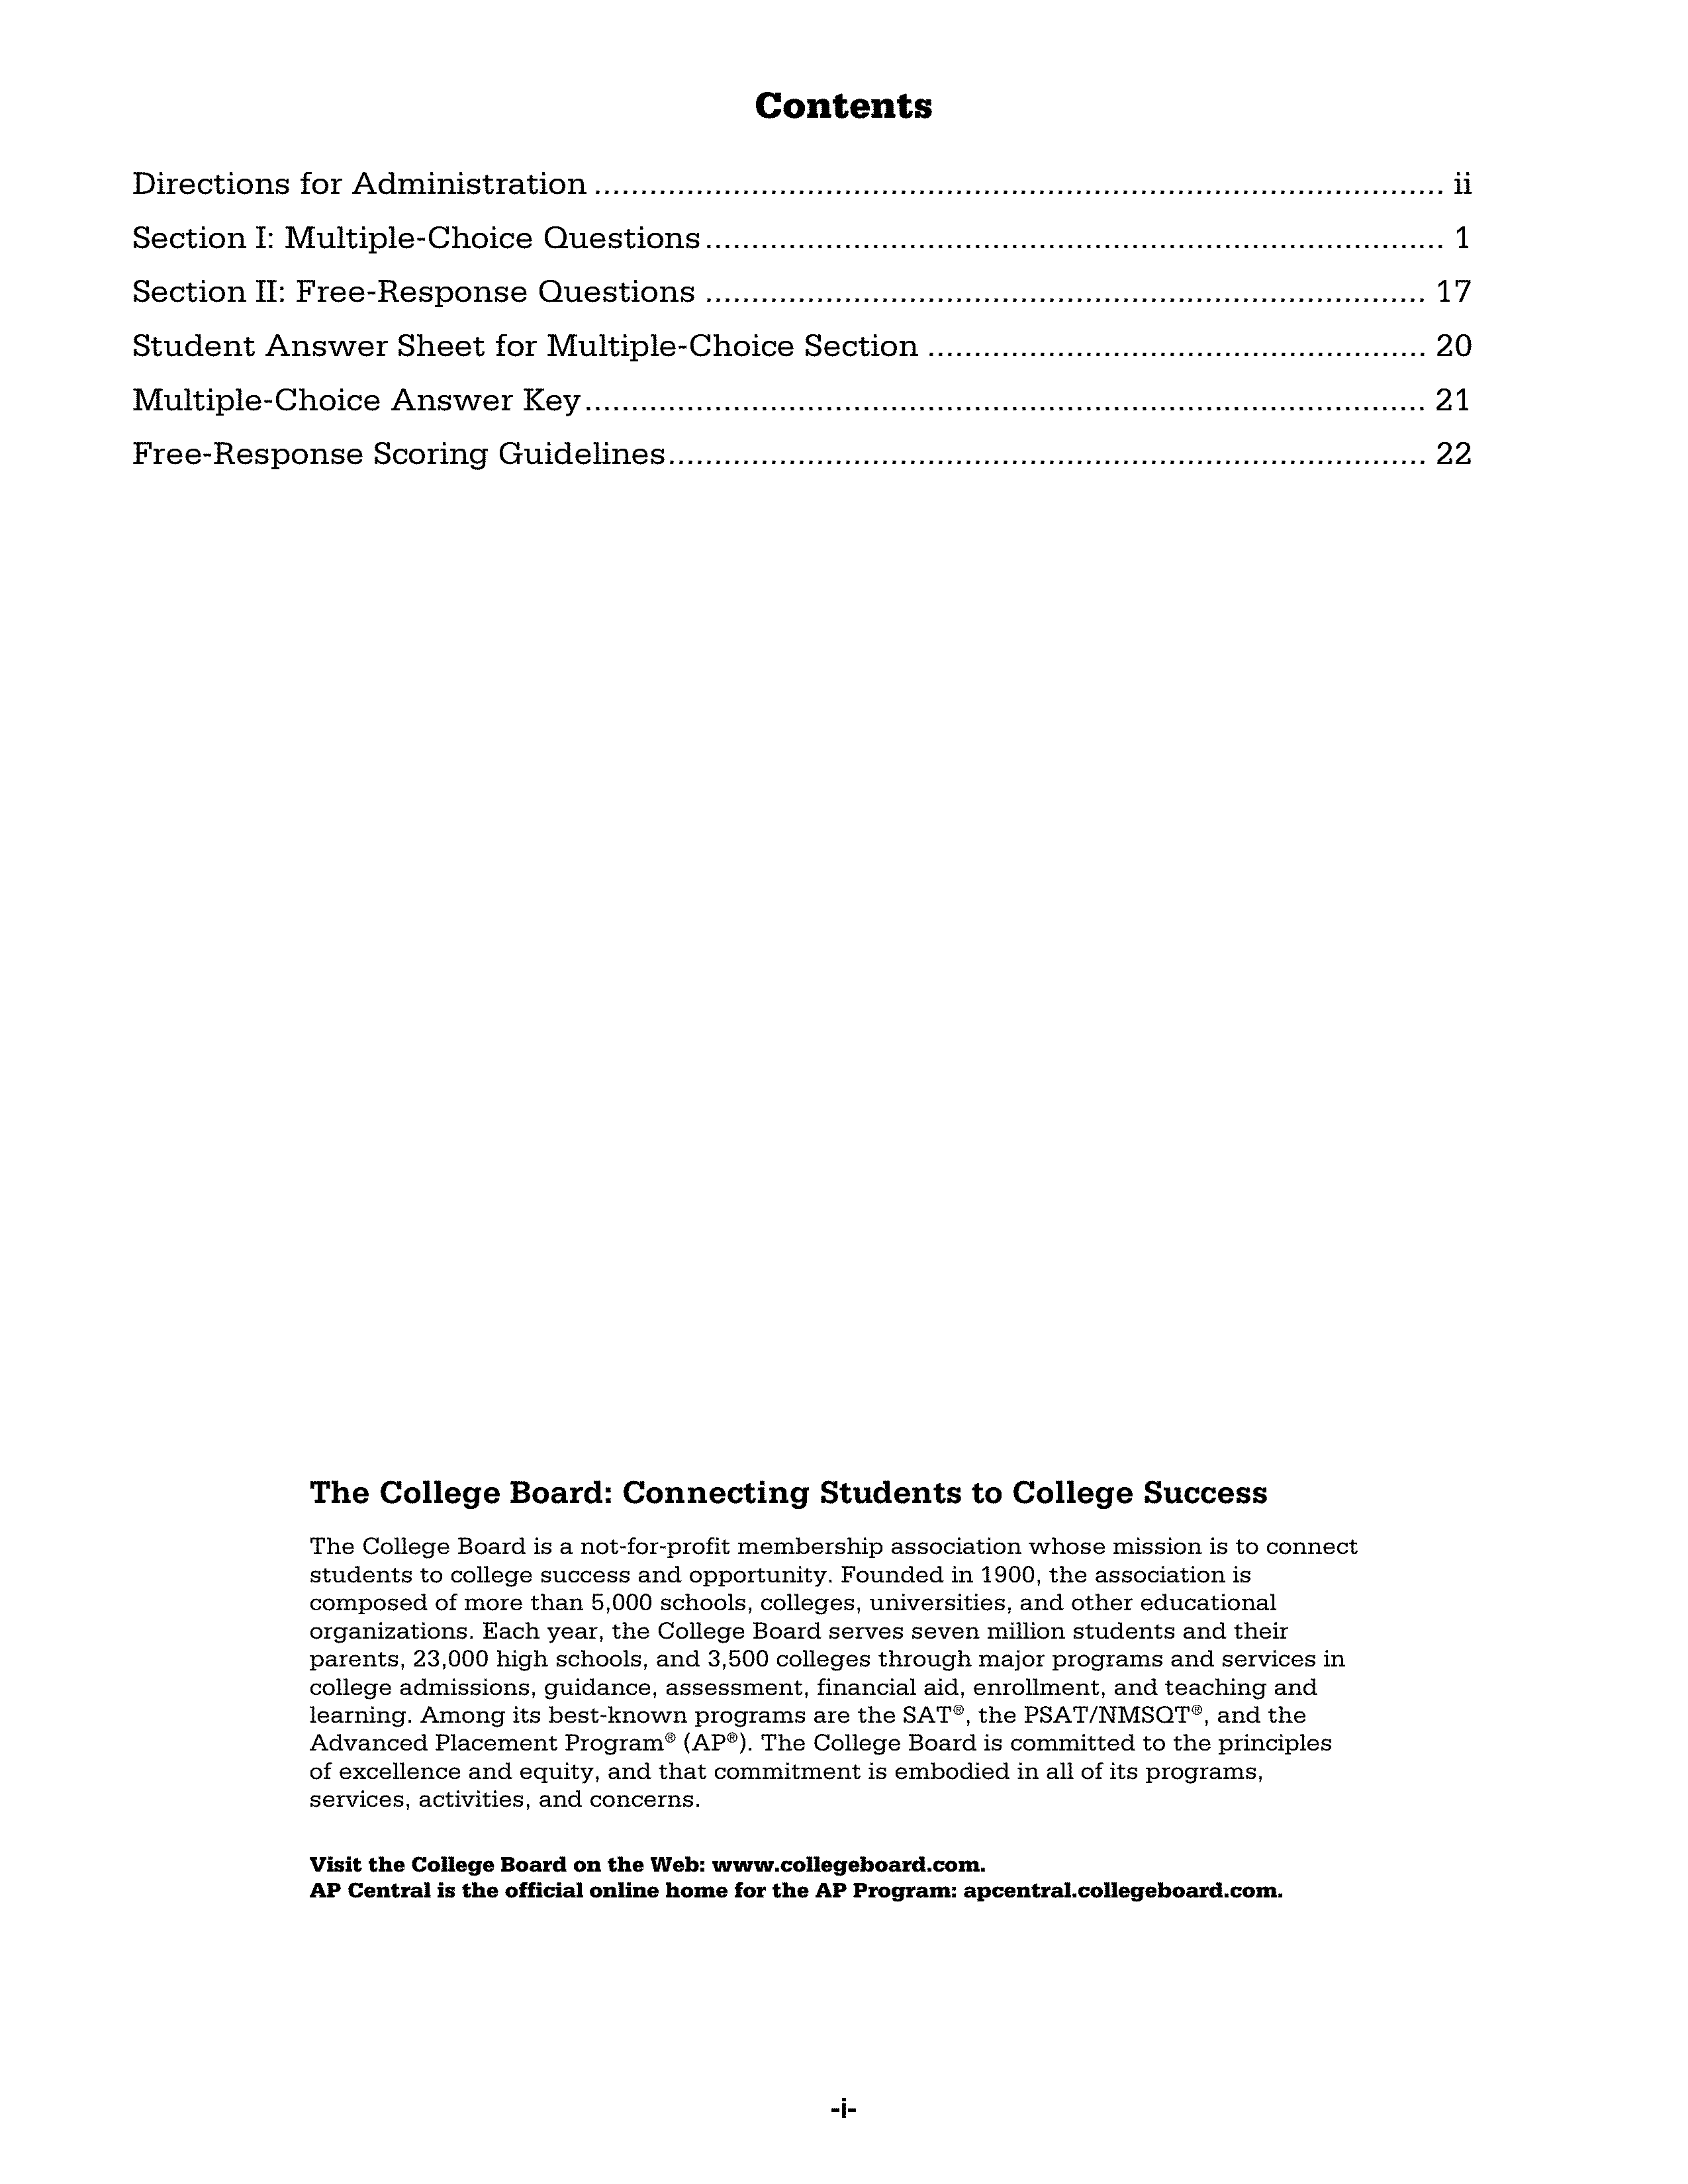 Contents
Directions for Administration ............................................................................................ ii
Section I: Multiple-Choice Questions ................................................................................ 1
Section II: Free-Response Questions .............................................................................. 17
Student Answer Sheet for Multiple-Choice Section ...................................................... 20
Multiple-Choice Answer Key ........................................................................................... 21
Free-Response Scoring Guidelines .................................................................................. 22
The College Board: Connecting Students to College Success
The College Board is a not-for-profit membership association whose mission is to connect
students to college success and opportunity. Founded in 1900, the association is
composed of more than 5,000 schools, colleges, universities, and other educational
organizations. Each year, the College Board serves seven million students and their
parents, 23,000 high schools, and 3,500 colleges through major programs and services in
college admissions, guidance, assessment, financial aid, enrollment, and teaching and
learning. Among its best-known programs are the SAT®, the PSAT/NMSQT®, and the
Advanced Placement Program® (AP®). The College Board is committed to the principles
of excellence and equity, and that commitment is embodied in all of its programs,
services, activities, and concerns.
Visit the College Board on the Web: www.collegeboard.com.
AP Central is the official online home for the AP Program: apcentral.collegeboard.com.
-i-